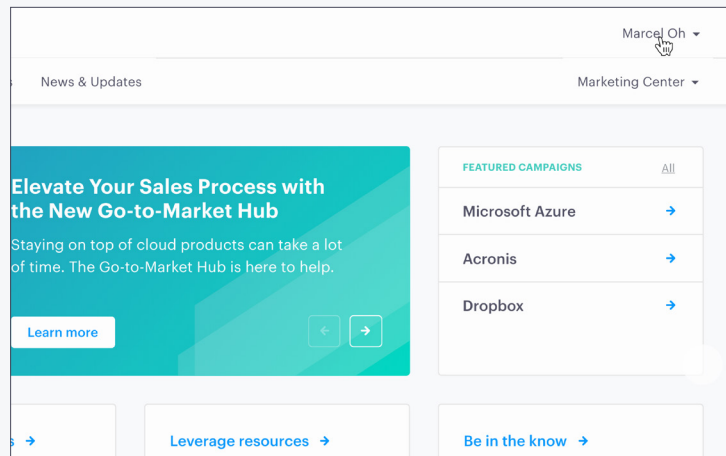 Marcel Oh
News & Updates
Marketing Center
Elevate Your Sales Process with
the New Go-to-Market Hub
Staying on top of cloud products can take a lot
of time. The Go-to-Market Hub is here to help.
Learn more
FEATURED CAMPAIGNS All
Microsoft Azure
Acronis
Dropbox
s
Leverage resources
Be in the know